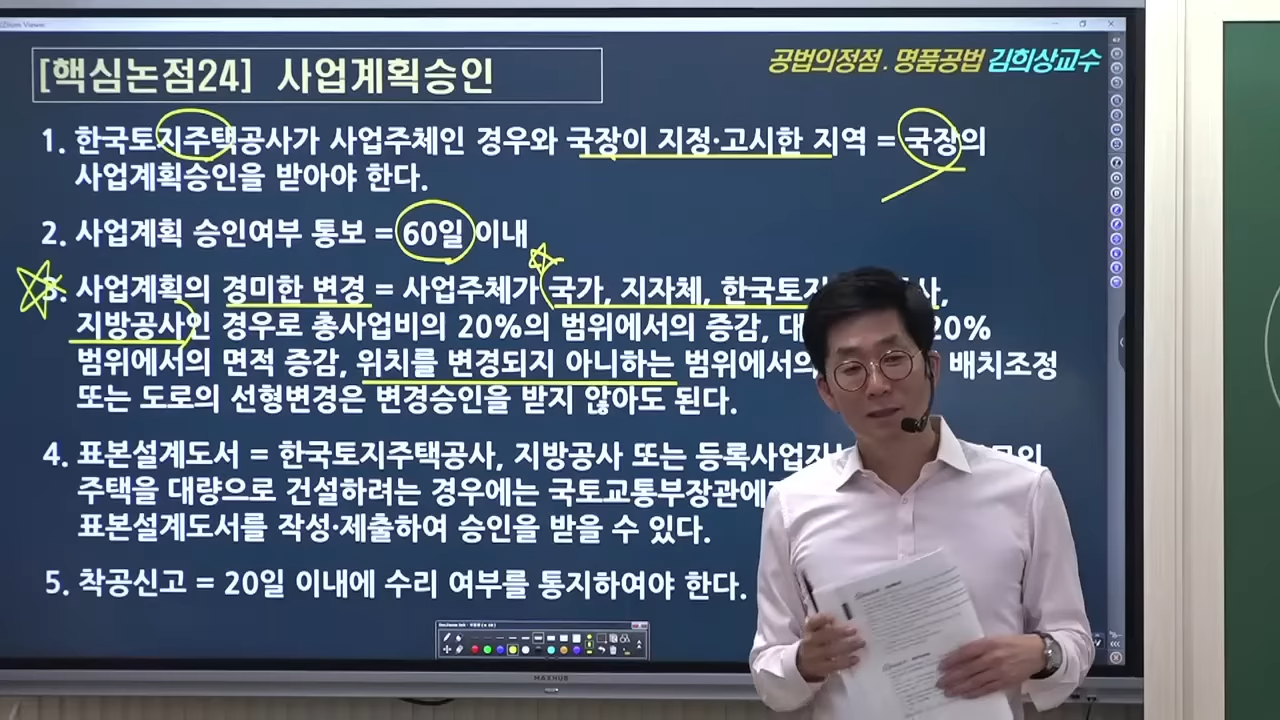 [핵심논점24] 사업계획승인
공법의정점. 명품공법 김희상교수
1. 한국토지주택공사가 사업주체인 경우와 국장이 지정·고시한 지역 = 국장의
사업계획승인을 받아야 한다.
2. 사업계획 승인여부 통보 = 60일 이내
3. 사업계획의 경미한 변경 = 사업주체가 국가, 지자체, 한국토지 사,
지방공사인 경우로 총사업비의 20%의 범위에서의 증감, 대 20%
범위에서의 면적 증감, 위치를 변경되지 아니하는 범위에서의 배치조정
또는 도로의 선형변경은 변경승인을 받지 않아도 된다.
4. 표본설계도서 = 한국토지주택공사, 지방공사 또는 등록사업자
주택을 대량으로 건설하려는 경우에는 국토교통부장관에게
표본설계도서를 작성·제출하여 승인을 받을 수 있다.
5. 착공신고 = 20일 이내에 수리 여부를 통지하여야 한다.
MAXHUB